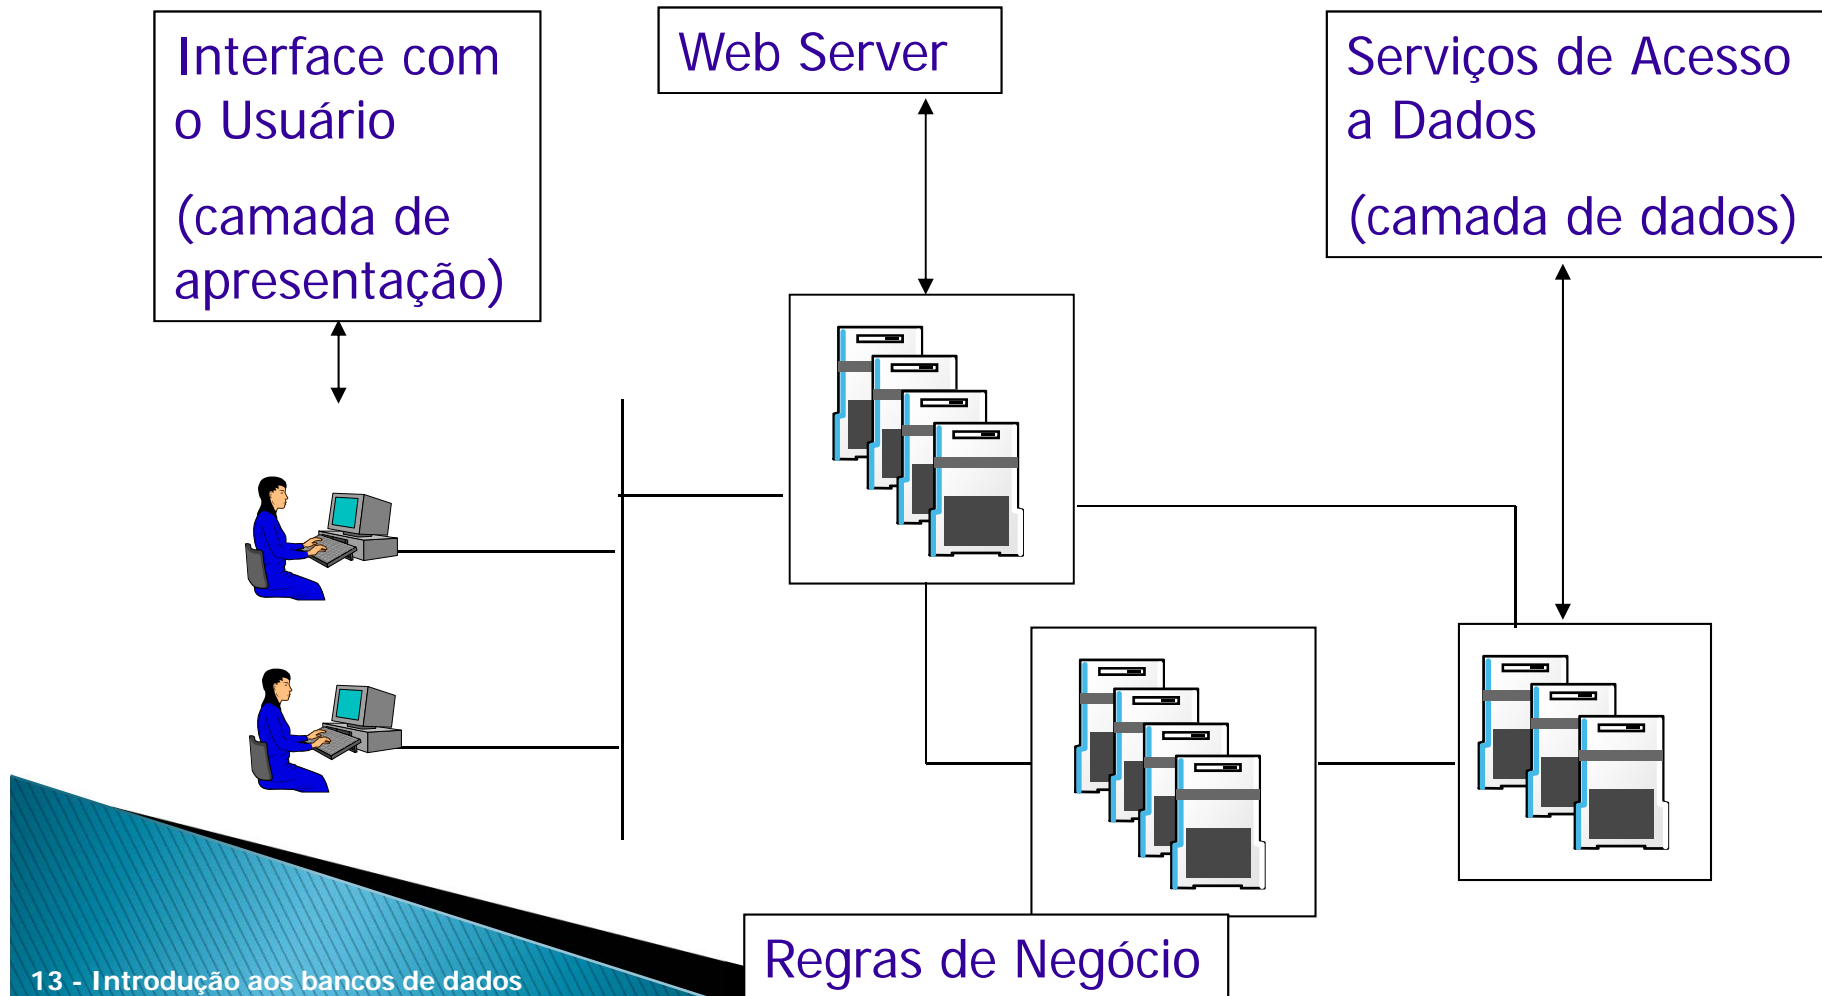 Interface com
o Usuário
(camada de
apresentação)
Web Server
Serviços de Acesso
a Dados
(camada de dados)
Regras de Negócio
13 - Introdução aos bancos de dados